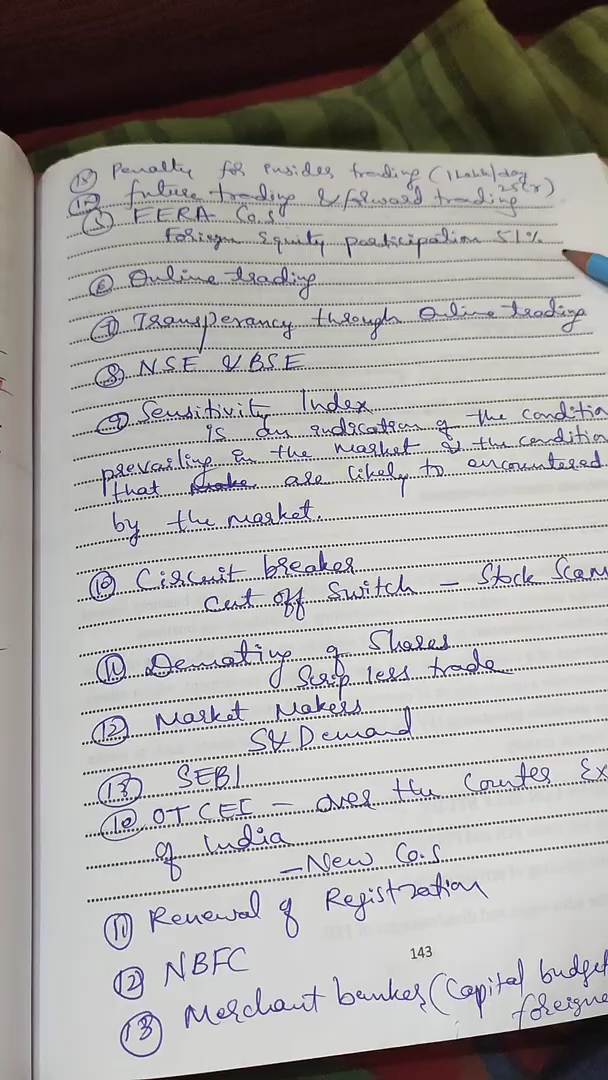 (18) Penalty for insider trading (1 Lakh/day
25 Cr)
(14) future trading & forward trading
(5) FERA Co.s
Foreign Equity participation 51%
(6) Online trading
(7) Transperancy through Online trading
(8) NSE & BSE
(9) Sensitivity Index
is an indication of the condition
prevailing in the market & the condition
that are likely to encountered
by the market.
(10) Circuit breaker
Cut off Switch – Stock Scam
(11) Demating of Shares
Scrip less trade
(12) Market Makers
S & Demand
(13) SEBI
(10) OTCEI – over the Counter Ex
of India
– New Co.s
(11) Renewal of Registration
(12) NBFC
143
(13) Merchant banker (Capital budget
foreign